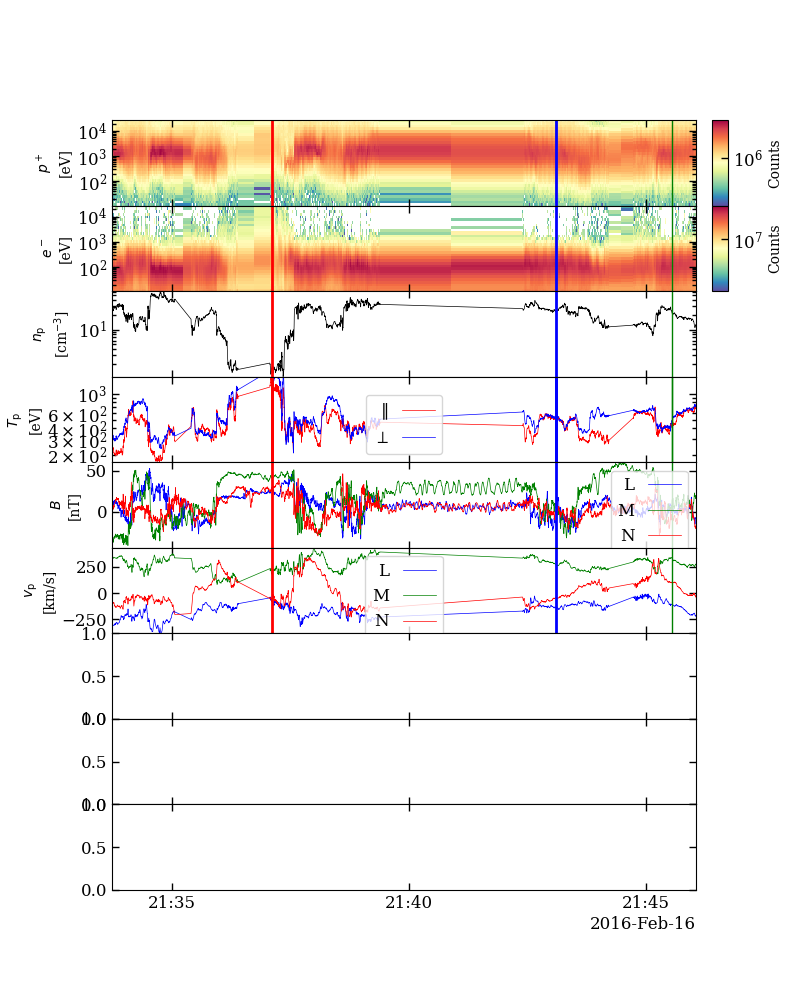 10⁴
10³
10²
p⁺
[eV]
10⁶
Counts
10⁴
10³
10²
e⁻
[eV]
10⁷
Counts
10¹
nₚ
[cm⁻³]
10³
6 × 10²
4 × 10²
3 × 10²
2 × 10²
Tₚ
[eV]
∥
⊥
50
0
B
[nT]
L
M
N
250
0
−250
vₚ
[km/s]
L
M
N
1.0
0.5
0.0
1.0
0.5
0.0
1.0
0.5
0.0
21:35
21:40
21:45
2016-Feb-16